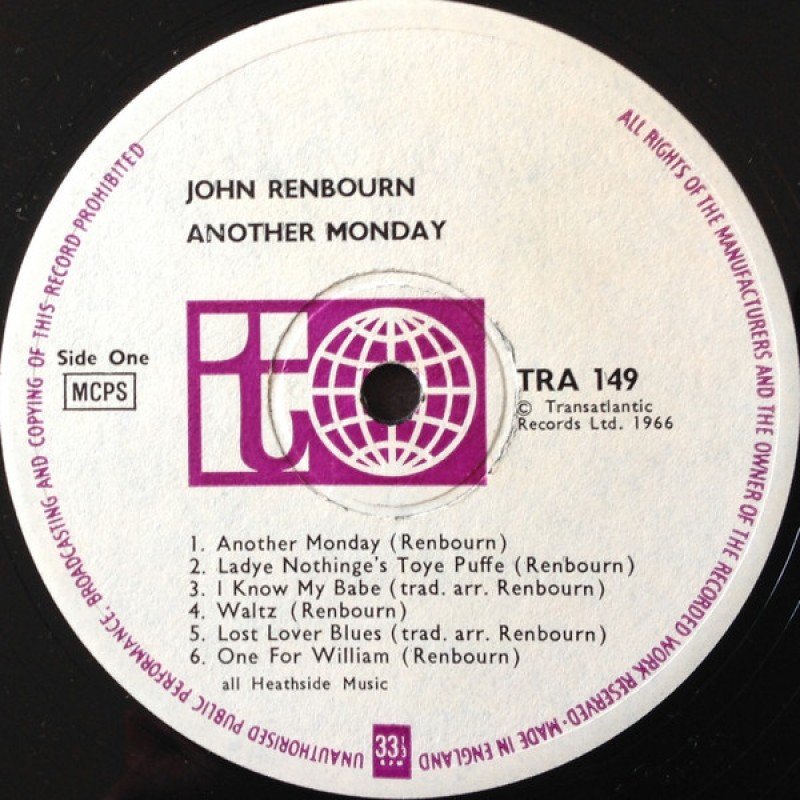 JOHN RENBOURN
ANOTHER MONDAY
Side One
MCPS
t
TRA 149
© Transatlantic
Records Ltd. 1966
1. Another Monday (Renbourn)
2. Ladye Nothinge's Toye Puffe (Renbourn)
3. I Know My Babe (trad. arr. Renbourn)
4. Waltz (Renbourn)
5. Lost Lover Blues (trad. arr. Renbourn)
6. One For William (Renbourn)
all Heathside Music
33⅓
RPM
ALL RIGHTS OF THE MANUFACTURERS AND THE OWNER OF THE RECORDED WORK RESERVED·MADE IN ENGLAND
UNAUTHORISED PUBLIC PERFORMANCE, BROADCASTING AND COPYING OF THIS RECORD PROHIBITED